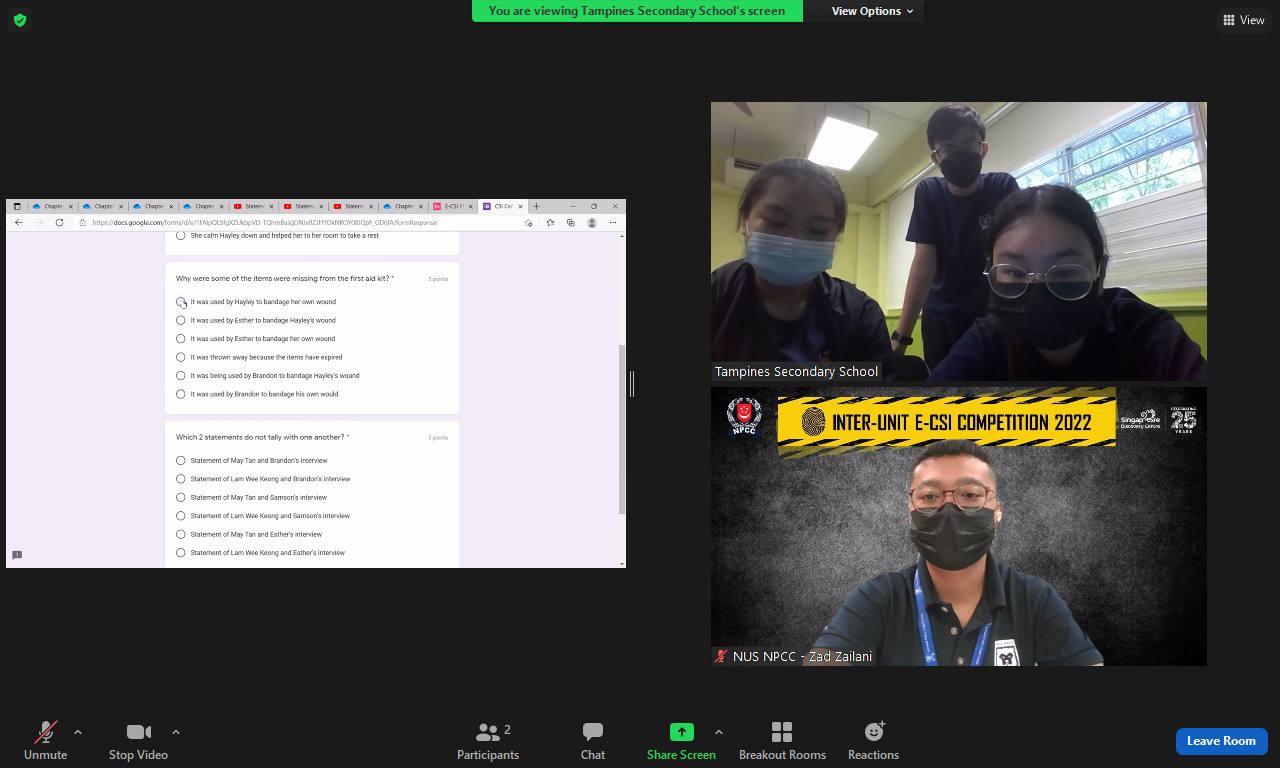 You are viewing Tampines Secondary School's screen
View Options
View
Chapte
Chapte
Chapte
Chapte
Statem
Statem
Statem
Chapte
E-CSI F
CSI Co
She calm Hayley down and helped her to her room to take a rest
Why were some of the items were missing from the first aid kit? *
5 points
It was used by Hayley to bandage her own wound
It was used by Esther to bandage Hayley's wound
It was used by Esther to bandage her own wound
It was thrown away because the items have expired
It was being used by Brandon to bandage Hayley's wound
It was used by Brandon to bandage his own would
Which 2 statements do not tally with one another? *
5 points
Statement of May Tan and Brandon's interview
Statement of Lam Wee Keong and Brandon's interview
Statement of May Tan and Samson's interview
Statement of Lam Wee Keong and Samson's interview
Statement of May Tan and Esther's interview
Statement of Lam Wee Keong and Esther's interview
Tampines Secondary School
NPCC
INTER-UNIT E-CSI COMPETITION 2022
Singapore
Discovery Centre
CELEBRATING
25
YEARS
NUS NPCC - Zad Zailani
Unmute
Stop Video
Participants
2
Chat
Share Screen
Breakout Rooms
Reactions
Leave Room